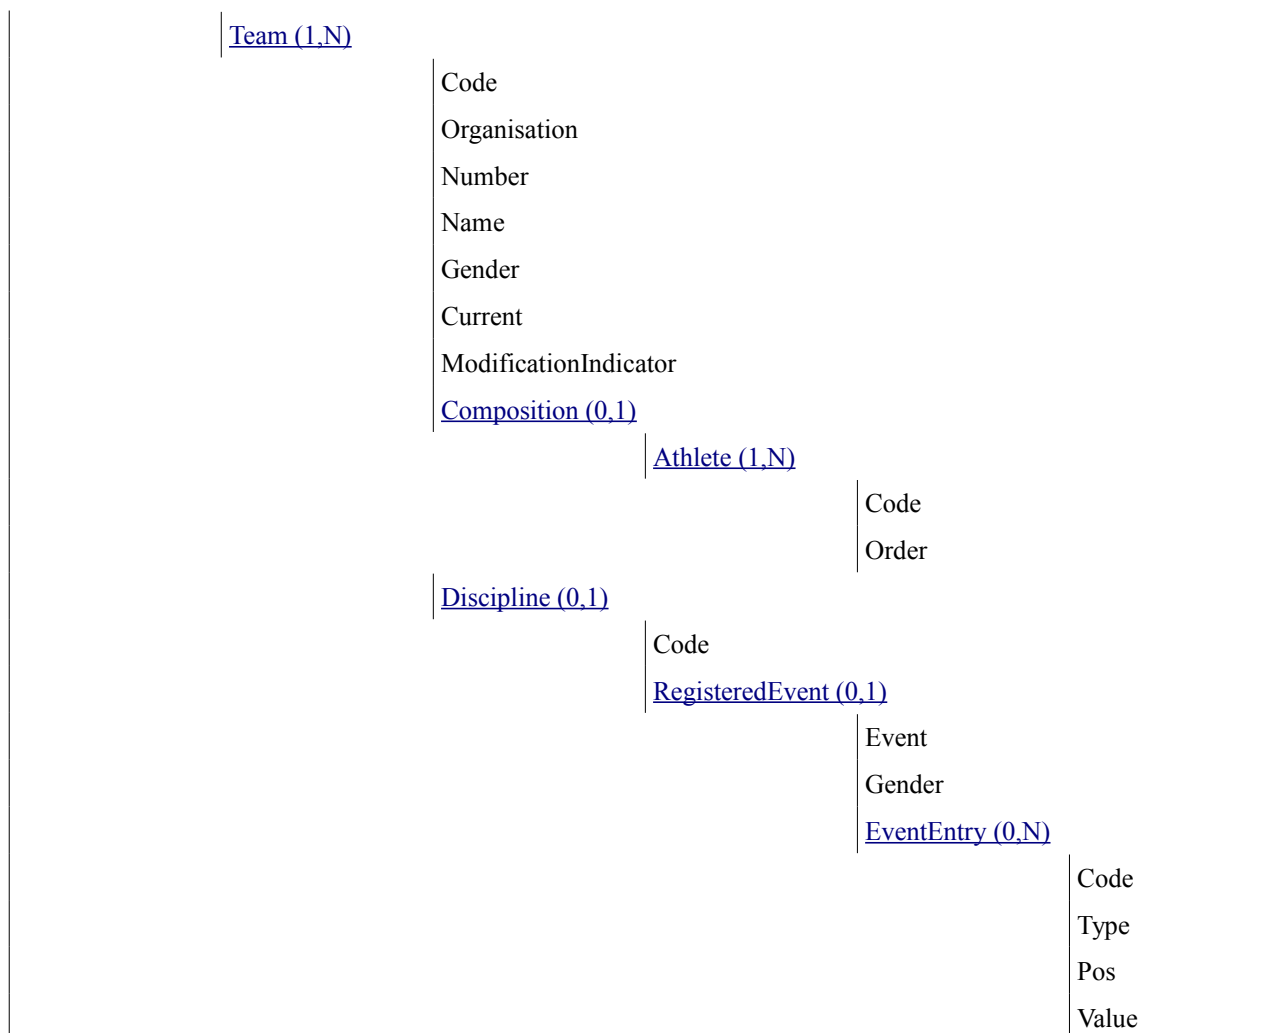 Team (1,N)
Code
Organisation
Number
Name
Gender
Current
ModificationIndicator
Composition (0,1)
Athlete (1,N)
Code
Order
Discipline (0,1)
Code
RegisteredEvent (0,1)
Event
Gender
EventEntry (0,N)
Code
Type
Pos
Value